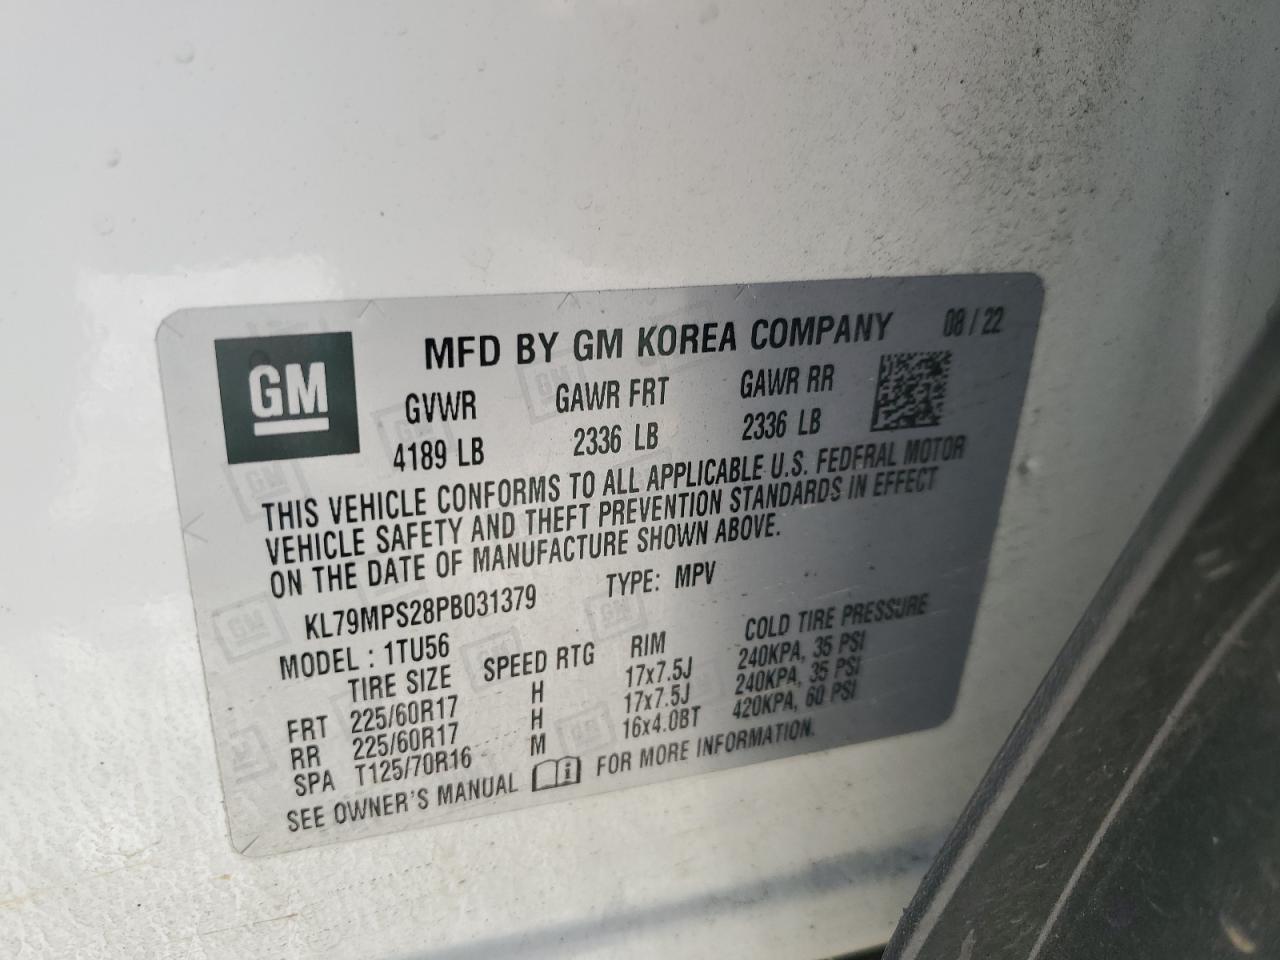 GM
MFD BY GM KOREA COMPANY 08/22
GVWR GAWR FRT GAWR RR
4189 LB 2336 LB 2336 LB
THIS VEHICLE CONFORMS TO ALL APPLICABLE U.S. FEDERAL MOTOR
VEHICLE SAFETY AND THEFT PREVENTION STANDARDS IN EFFECT
ON THE DATE OF MANUFACTURE SHOWN ABOVE.
KL79MPS28PB031379 TYPE: MPV
MODEL : 1TU56
TIRE SIZE SPEED RTG RIM COLD TIRE PRESSURE
FRT 225/60R17 H 17x7.5J 240KPA, 35 PSI
RR 225/60R17 H 17x7.5J 240KPA, 35 PSI
SPA T125/70R16 M 16x4.0BT 420KPA, 60 PSI
SEE OWNER'S MANUAL FOR MORE INFORMATION.